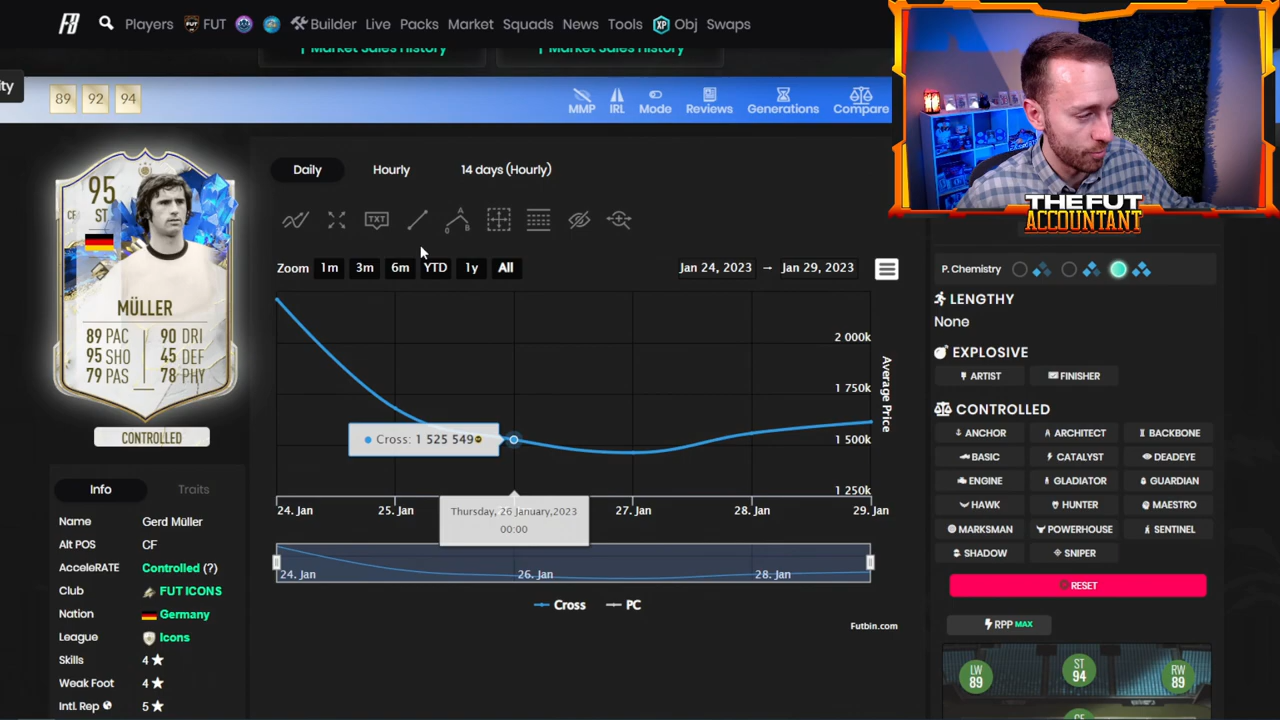 Players FUT Builder Live Packs Market Squads News Tools XP Obj Swaps
Market Sales History Market Sales History
ity
89 92 94
MMP IRL Mode Reviews Generations Compare
THE FUT
ACCOUNTANT
95
CF ST
MÜLLER
89 PAC 90 DRI
95 SHO 45 DEF
79 PAS 78 PHY
CONTROLLED
Info Traits
Name Gerd Müller
Alt POS CF
AcceleRATE Controlled (?)
Club FUT ICONS
Nation Germany
League Icons
Skills 4 ★
Weak Foot 4 ★
Intl. Rep 5 ★
Daily Hourly 14 days (Hourly)
TXT
Zoom 1m 3m 6m YTD 1y All
Jan 24, 2023 → Jan 29, 2023
2 000k
1 750k
1 500k
1 250k
Average Price
Cross: 1 525 549
24. Jan 25. Jan 27. Jan 28. Jan 29. Jan
Thursday, 26 January,2023
00:00
24. Jan 26. Jan 28. Jan
Cross PC
Futbin.com
P. Chemistry
LENGTHY
None
EXPLOSIVE
ARTIST FINISHER
CONTROLLED
ANCHOR ARCHITECT BACKBONE
BASIC CATALYST DEADEYE
ENGINE GLADIATOR GUARDIAN
HAWK HUNTER MAESTRO
MARKSMAN POWERHOUSE SENTINEL
SHADOW SNIPER
RESET
RPP MAX
LW 89
ST 94
RW 89